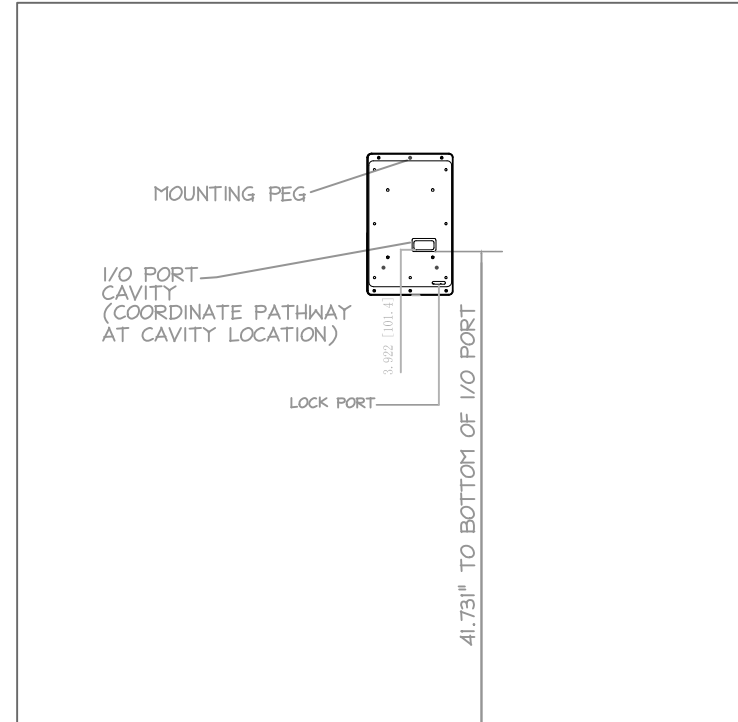 MOUNTING PEG
I/O PORT
CAVITY
(COORDINATE PATHWAY
AT CAVITY LOCATION)
3.922 [101.4]
LOCK PORT
41.731" TO BOTTOM OF I/O PORT